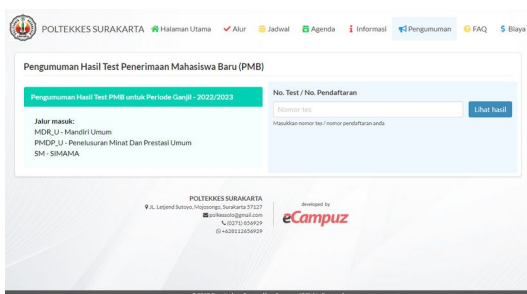 POLTEKKES SURAKARTA
Halaman Utama
Alur
Jadwal
Agenda
Informasi
Pengumuman
FAQ
$ Biaya
Pengumuman Hasil Test Penerimaan Mahasiswa Baru (PMB)
Pengumuman Hasil Test PMB untuk Periode Ganjil - 2022/2023
Jalur masuk:
MDR_U - Mandiri Umum
PMDP_U - Penelusuran Minat Dan Prestasi Umum
SM - SIMAMA
No. Test / No. Pendaftaran
Nomor tes
Lihat hasil
Masukkan nomor tes / nomor pendaftaran anda
POLTEKKES SURAKARTA
JL. Letjend Sutoyo, Mojosongo, Surakarta 57127
polkessolo@gmail.com
(0271) 856929
+628112656929
developed by
eCampuz